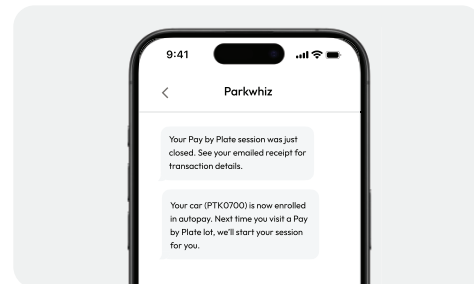 9:41
Parkwhiz
Your Pay by Plate session was just
closed. See your emailed receipt for
transaction details.
Your car (PTK0700) is now enrolled
in autopay. Next time you visit a Pay
by Plate lot, we'll start your session
for you.